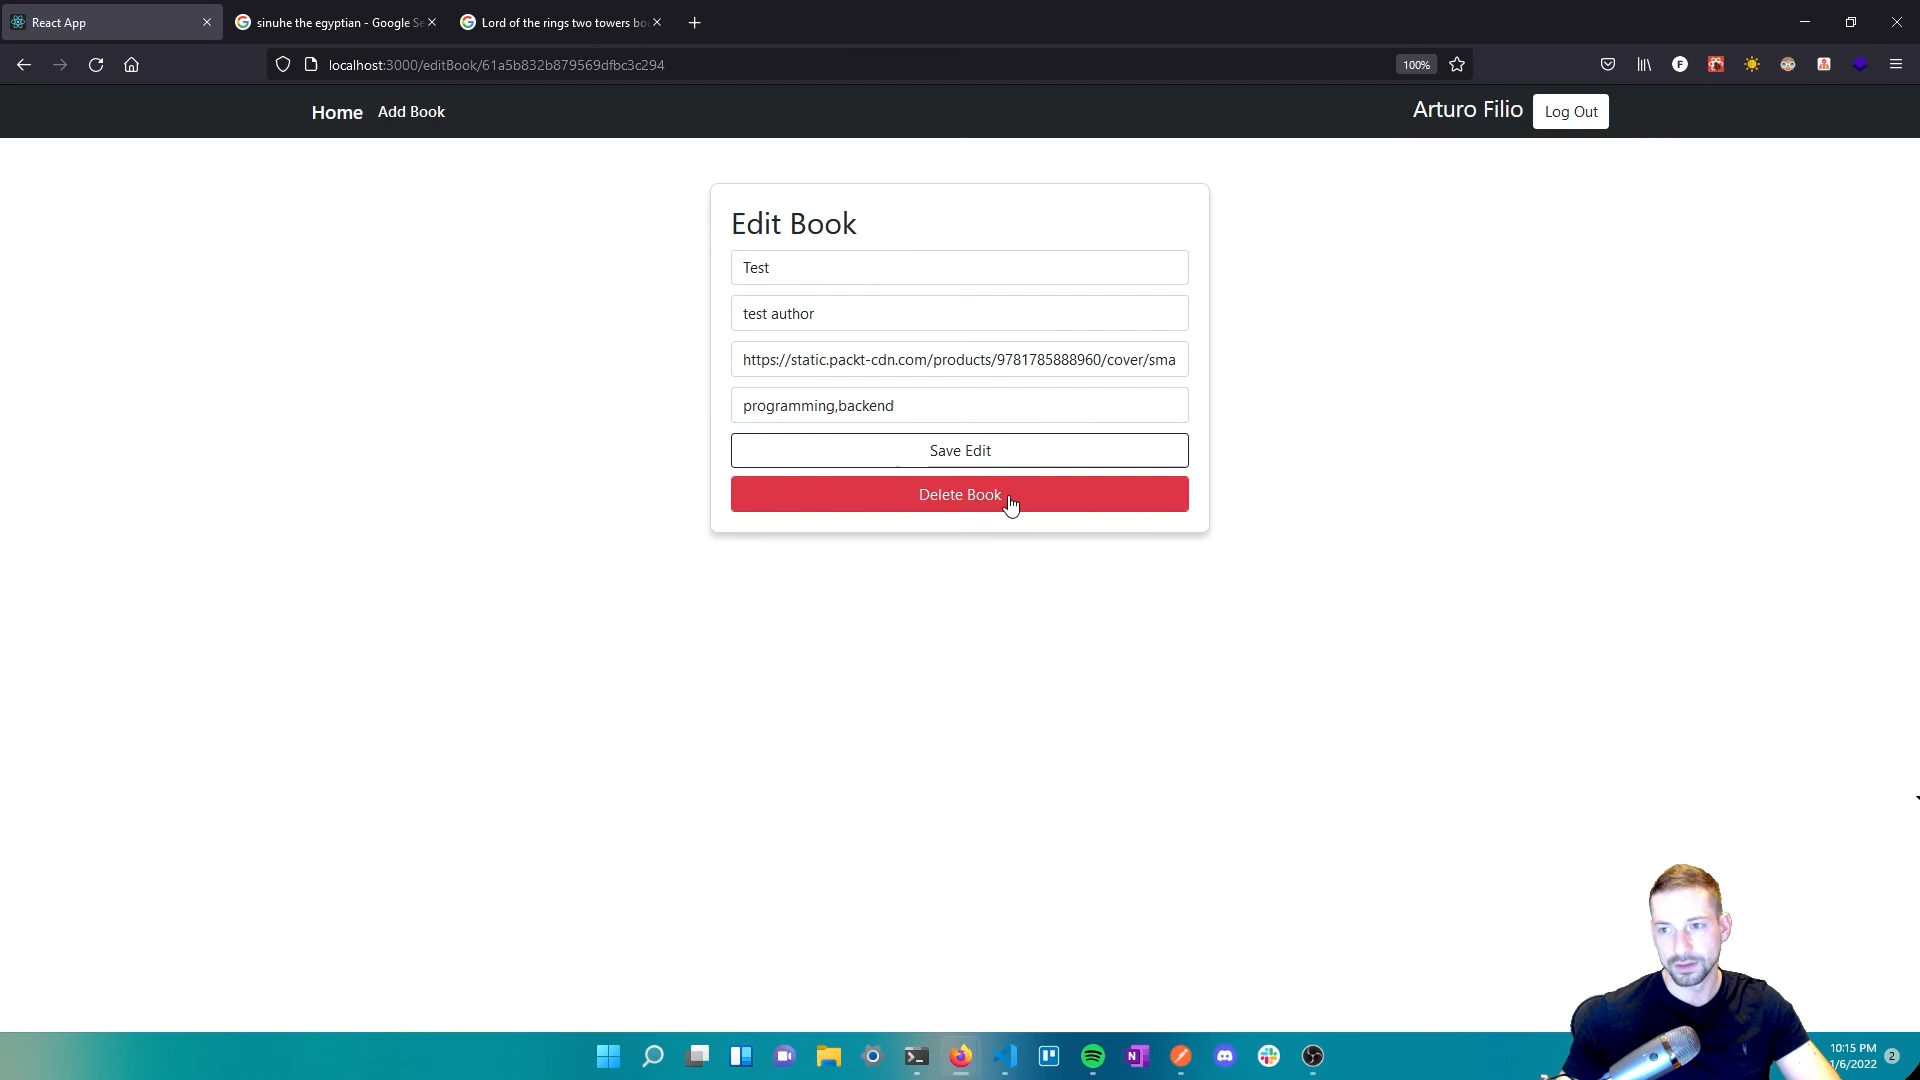 React App
sinuhe the egyptian - Google Se
Lord of the rings two towers bo
localhost:3000/editBook/61a5b832b879569dfbc3c294
100%
F
Home
Add Book
Arturo Filio
Log Out
Edit Book
Test
test author
https://static.packt-cdn.com/products/9781785888960/cover/sma
programming,backend
Save Edit
Delete Book
N
10:15 PM
1/6/2022
2